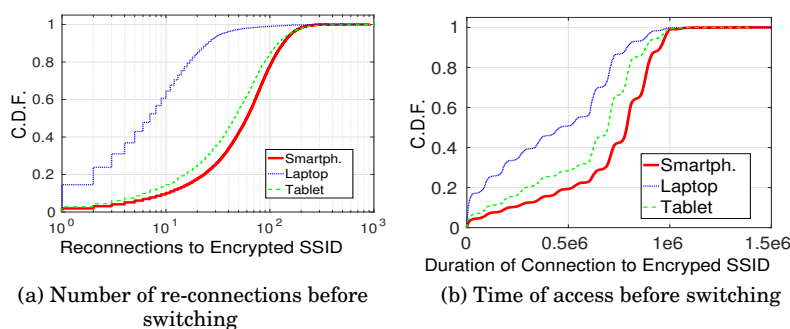 1
0.8
0.6
0.4
0.2
0
C.D.F.
10^0 10^1 10^2 10^3
Reconnections to Encrypted SSID
Smartph.
Laptop
Tablet
(a) Number of re-connections before
switching
1
0.8
0.6
0.4
0.2
0
C.D.F.
0 0.5e6 1e6 1.5e6
Duration of Connection to Encryped SSID
Smartph.
Laptop
Tablet
(b) Time of access before switching